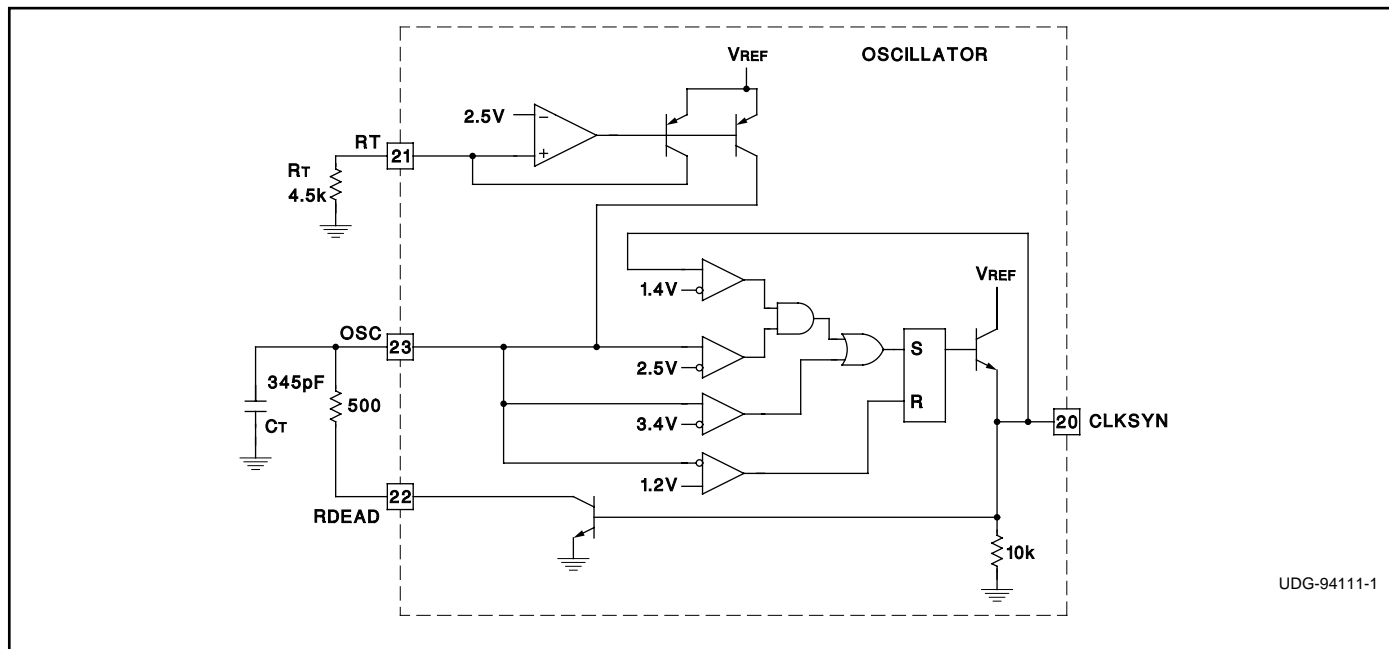 VREF
OSCILLATOR
2.5V
−
+
RT
21
RT
4.5k
VREF
1.4V
OSC
23
2.5V
S
345pF
500
3.4V
R
CT
20
CLKSYN
1.2V
22
RDEAD
10k
UDG-94111-1